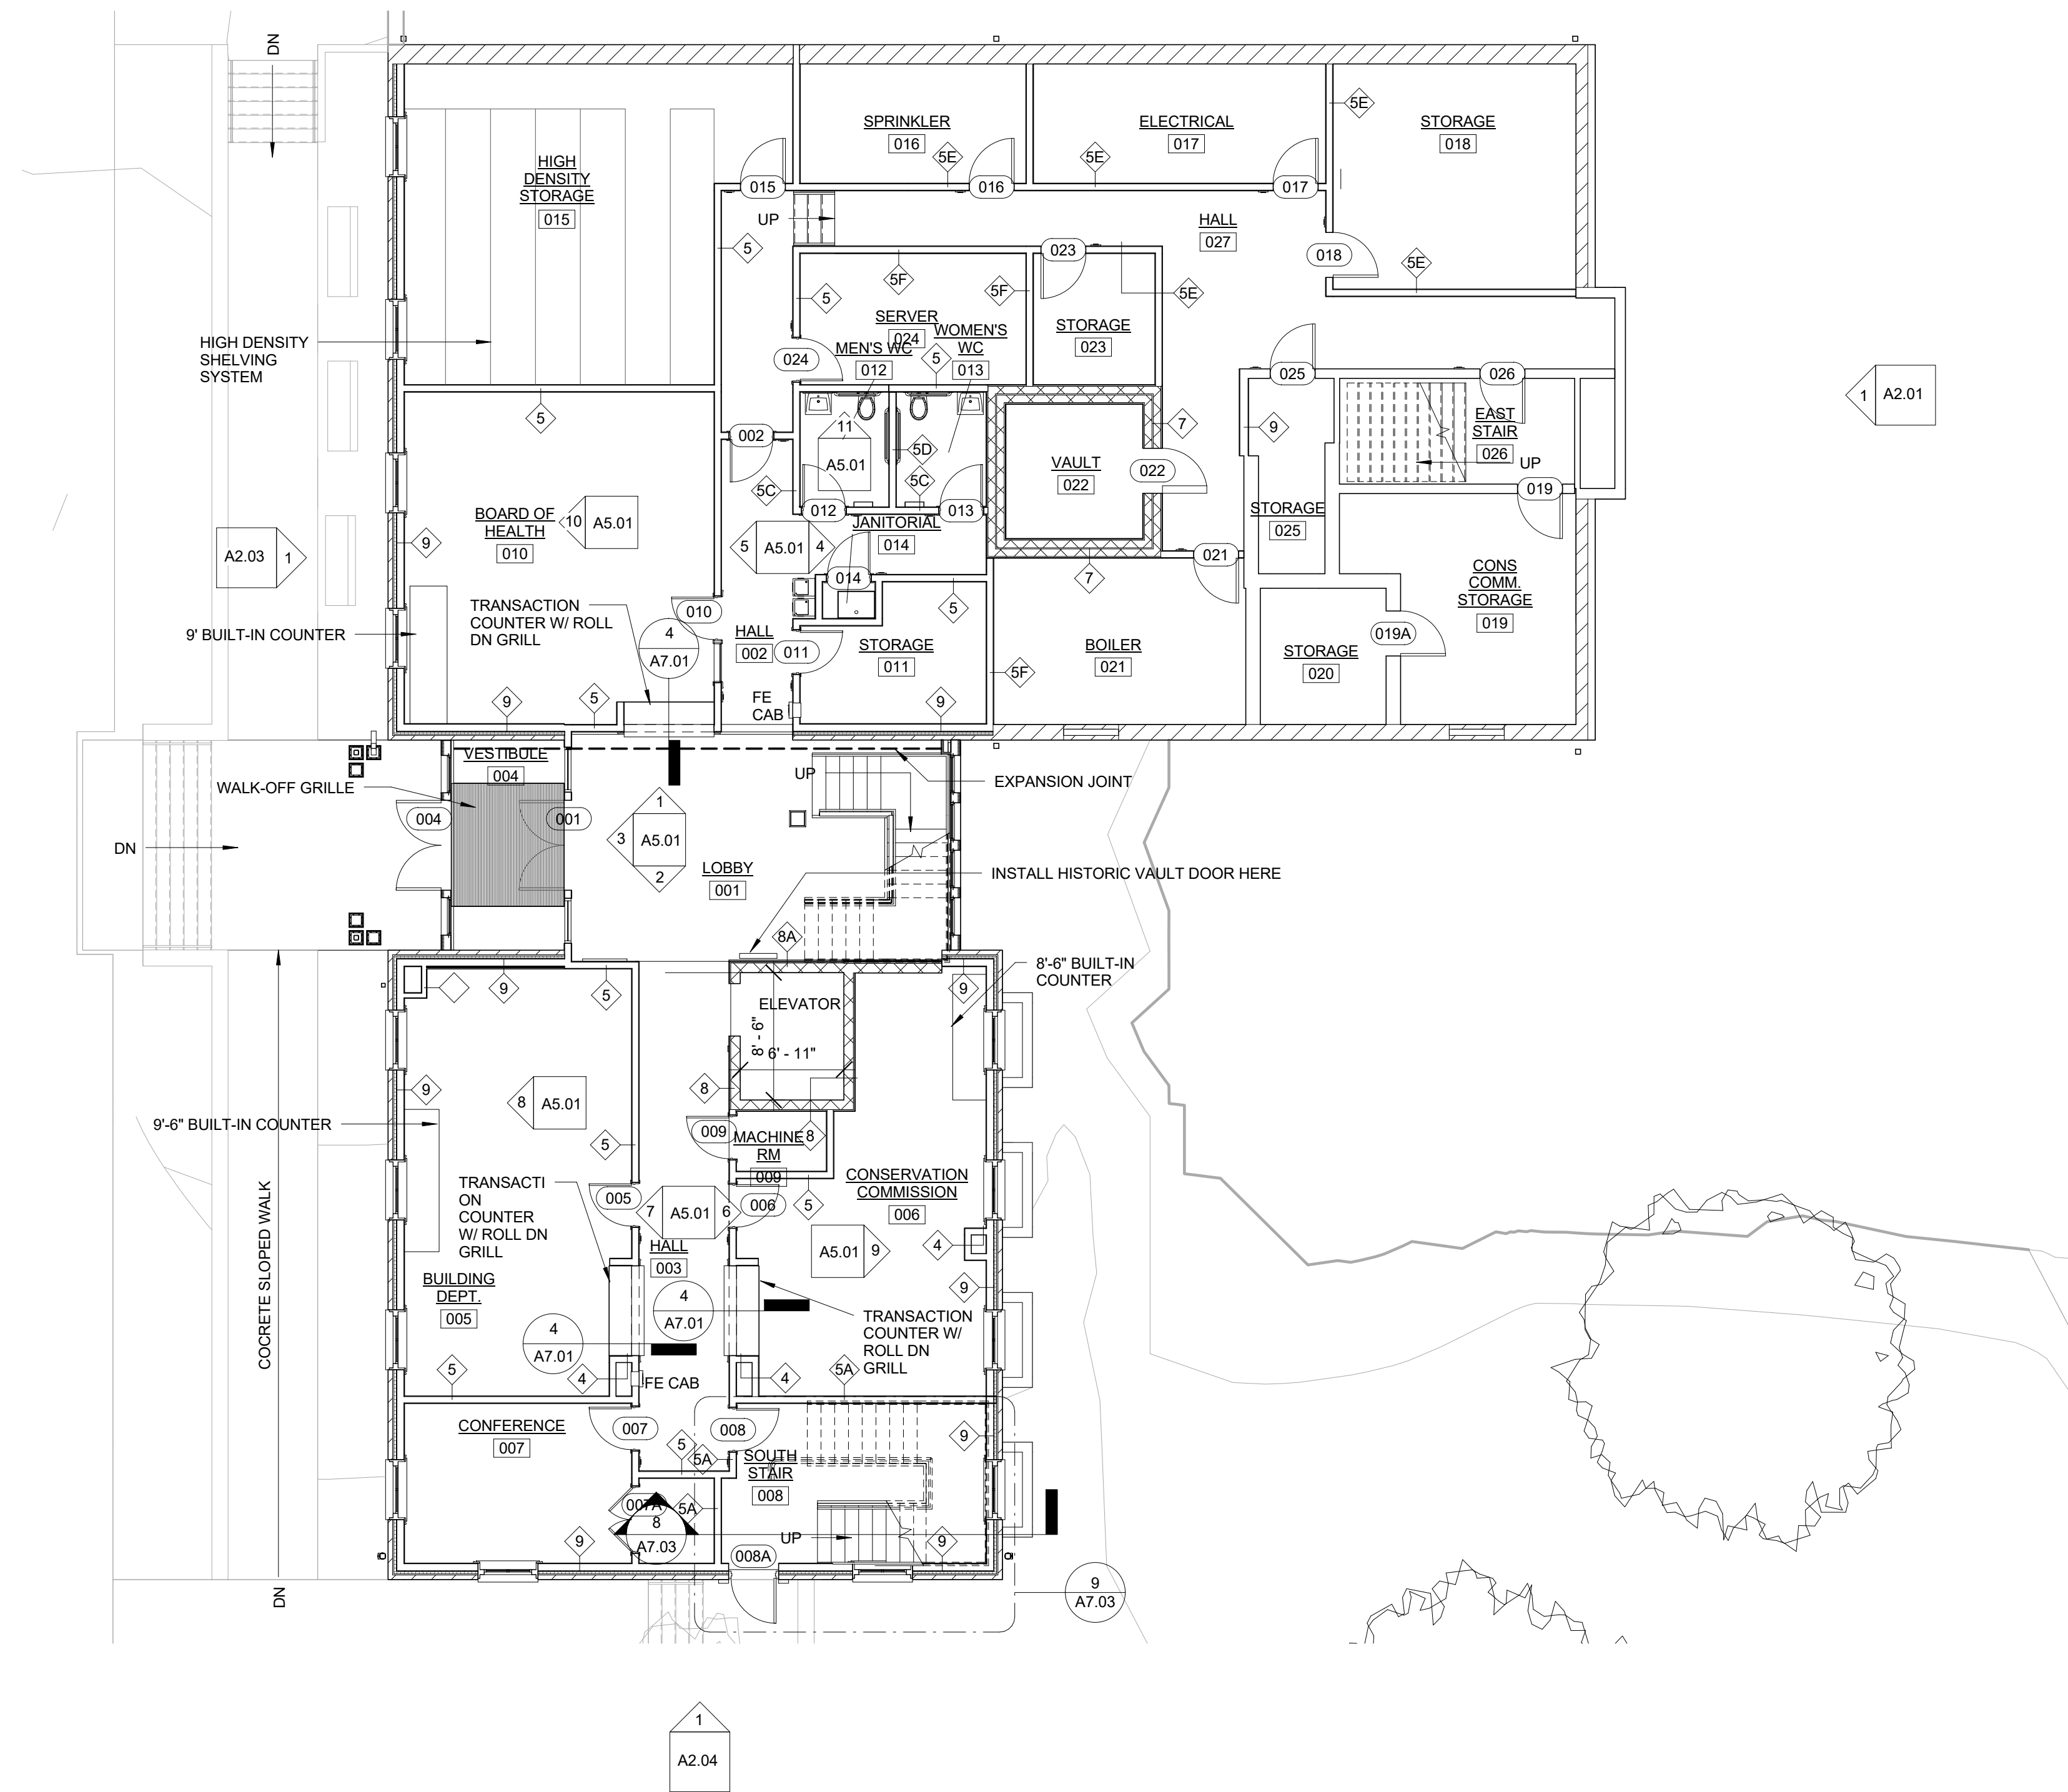 DN
SPRINKLER
016
ELECTRICAL
017
STORAGE
018
5E
5E
5E
HIGH
DENSITY
STORAGE
015
015
016
017
UP
HALL
027
5
023
018
5E
5F
5F
5E
5
HIGH DENSITY
SHELVING
SYSTEM
SERVER
024
WOMEN'S
WC
013
MEN'S WC
012
STORAGE
023
024
5
025
026
1
A2.01
5
11
A5.01
002
5D
5C
5C
7
9
VAULT
022
022
EAST
STAIR
026
UP
019
BOARD OF
HEALTH
010
10
A5.01
012
013
STORAGE
025
JANITORIAL
014
9
A2.03
1
5
A5.01
4
021
014
7
CONS
COMM.
STORAGE
019
TRANSACTION
COUNTER W/ ROLL
DN GRILL
010
5
4
A7.01
HALL
002
011
STORAGE
011
9' BUILT-IN COUNTER
BOILER
021
019A
STORAGE
020
5F
9
5
FE
CAB
9
VESTIBULE
004
UP
EXPANSION JOINT
WALK-OFF GRILLE
004
001
1
3
A5.01
2
DN
LOBBY
001
INSTALL HISTORIC VAULT DOOR HERE
8A
8'-6" BUILT-IN
COUNTER
9
5
9
ELEVATOR
8' - 6"
6' - 11"
9
8
8
A5.01
9'-6" BUILT-IN COUNTER
5
009
MACHINE
RM
009
8
TRANSACTI
ON
COUNTER
W/ ROLL DN
GRILL
005
7
A5.01
6
006
5
CONSERVATION
COMMISSION
006
COCRETE SLOPED WALK
HALL
003
A5.01
9
4
BUILDING
DEPT.
005
9
4
A7.01
4
A7.01
TRANSACTION
COUNTER W/
ROLL DN
GRILL
5
4
FE CAB
4
5A
CONFERENCE
007
007
008
9
5
5A
SOUTH
STAIR
008
007A
5A
8
A7.03
9
UP
9
008A
DN
9
A7.03
1
A2.04